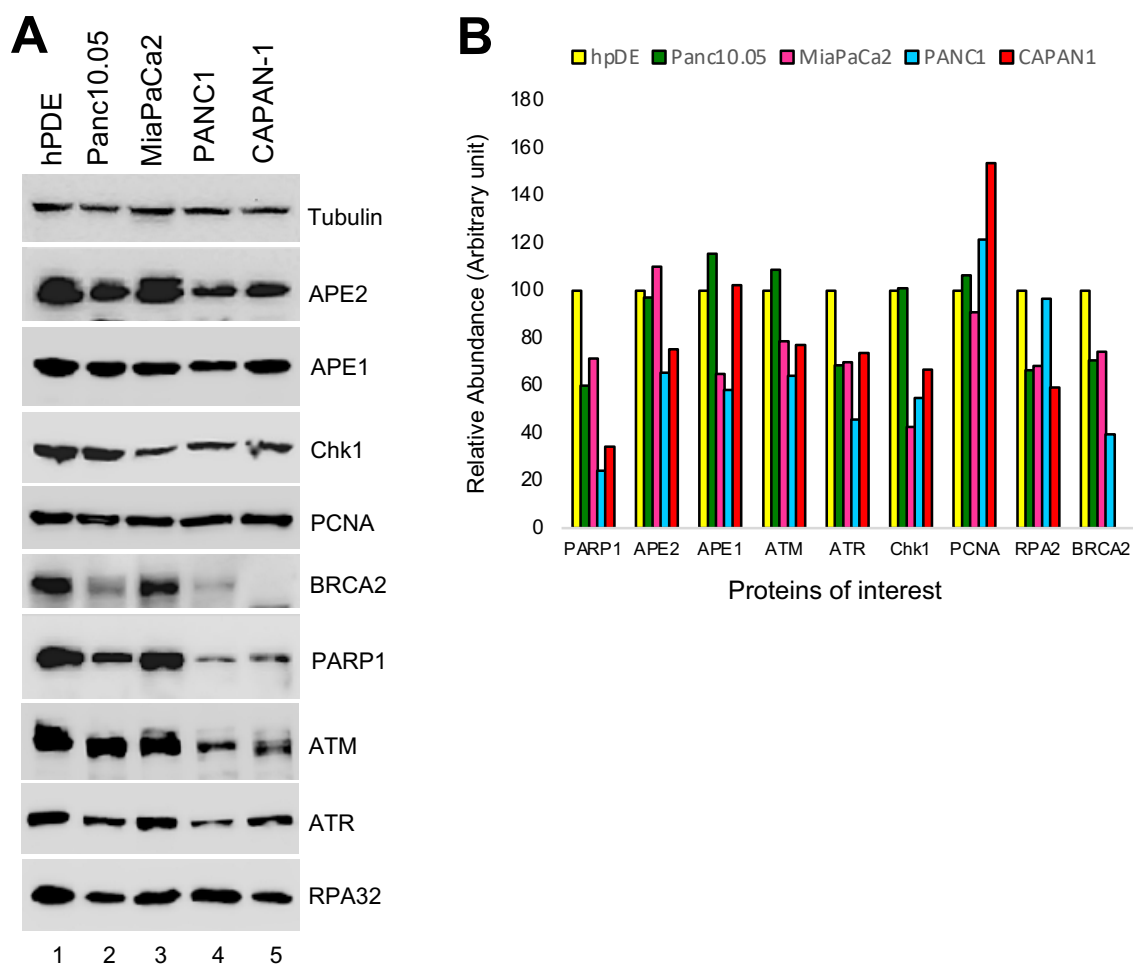 A
hPDE
Panc10.05
MiaPaCa2
PANC1
CAPAN-1
Tubulin
APE2
APE1
Chk1
PCNA
BRCA2
PARP1
ATM
ATR
RPA32
1 2 3 4 5
B
hpDE Panc10.05 MiaPaCa2 PANC1 CAPAN1
Relative Abundance (Arbitrary unit)
180
160
140
120
100
80
60
40
20
0
PARP1 APE2 APE1 ATM ATR Chk1 PCNA RPA2 BRCA2
Proteins of interest